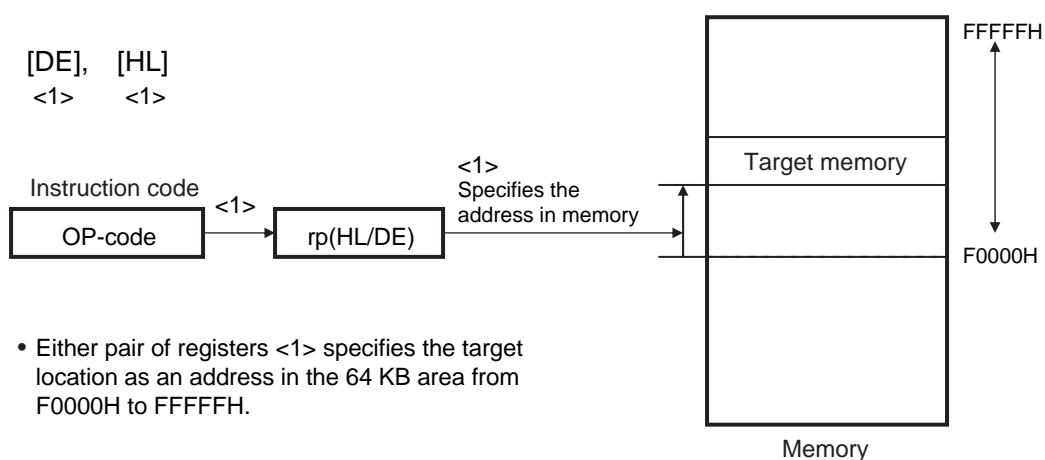 FFFFFH
[DE], [HL]
<1> <1>
Target memory
<1>
Specifies the
address in memory
Instruction code
<1>
OP-code
rp(HL/DE)
F0000H
• Either pair of registers <1> specifies the target
location as an address in the 64 KB area from
F0000H to FFFFFH.
Memory